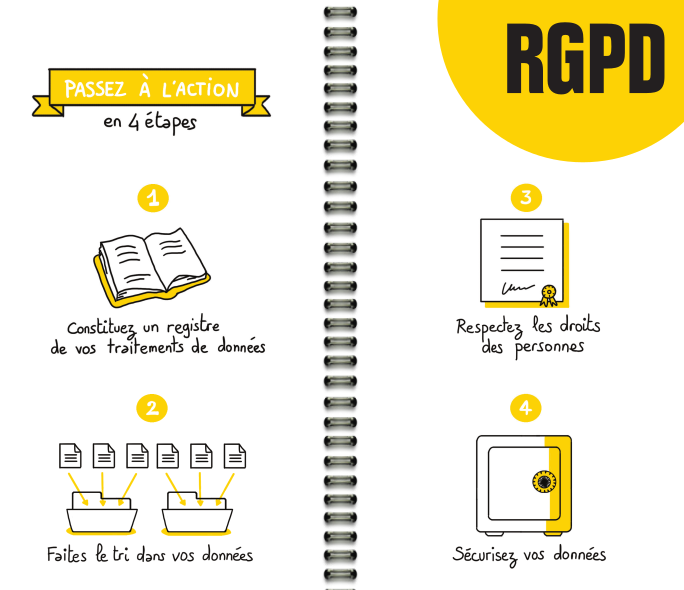 RGPD
PASSEZ À L'ACTION
en 4 étapes
1
Constituez un registre
de vos traitements de données
2
Faites le tri dans vos données
3
Respectez les droits
des personnes
4
Sécurisez vos données